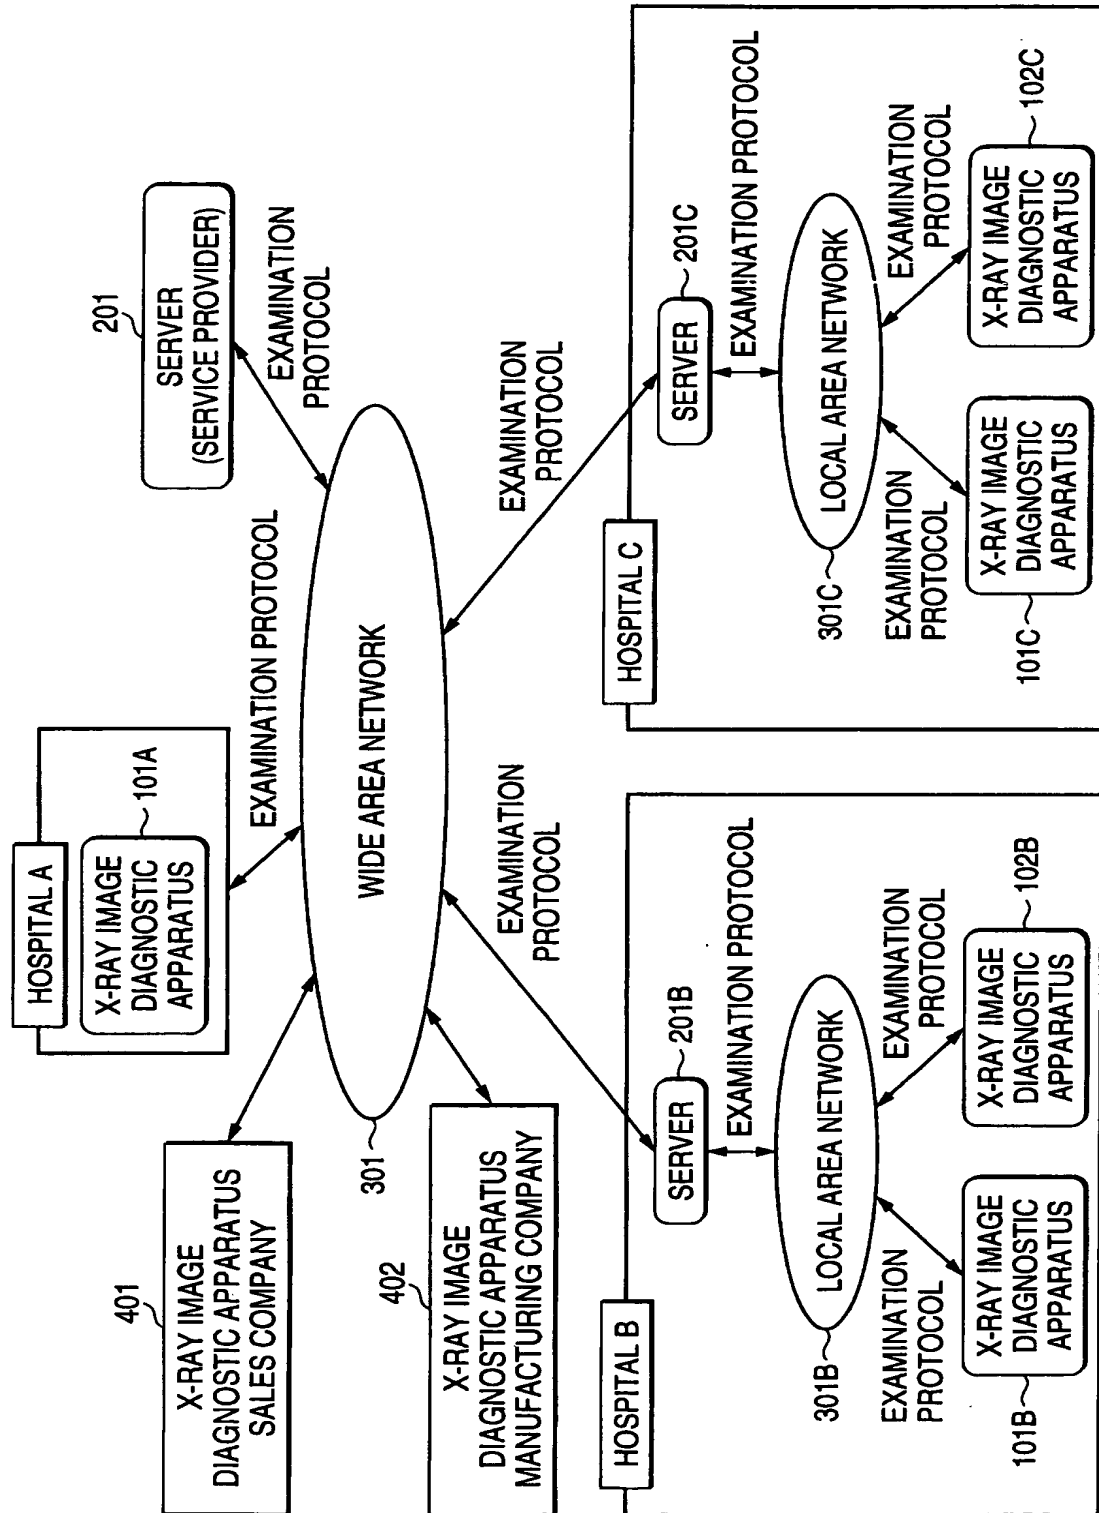 401
X-RAY IMAGE
DIAGNOSTIC APPARATUS
SALES COMPANY
HOSPITAL A
X-RAY IMAGE
DIAGNOSTIC
APPARATUS
101A
201
SERVER
(SERVICE PROVIDER)
EXAMINATION PROTOCOL
EXAMINATION
PROTOCOL
WIDE AREA NETWORK
301
402
X-RAY IMAGE
DIAGNOSTIC APPARATUS
MANUFACTURING COMPANY
EXAMINATION
PROTOCOL
EXAMINATION
PROTOCOL
HOSPITAL B
SERVER
201B
EXAMINATION PROTOCOL
LOCAL AREA NETWORK
301B
EXAMINATION
PROTOCOL
EXAMINATION
PROTOCOL
X-RAY IMAGE
DIAGNOSTIC
APPARATUS
101B
X-RAY IMAGE
DIAGNOSTIC
APPARATUS
102B
HOSPITAL C
SERVER
201C
EXAMINATION PROTOCOL
LOCAL AREA NETWORK
301C
EXAMINATION
PROTOCOL
EXAMINATION
PROTOCOL
X-RAY IMAGE
DIAGNOSTIC
APPARATUS
101C
X-RAY IMAGE
DIAGNOSTIC
APPARATUS
102C